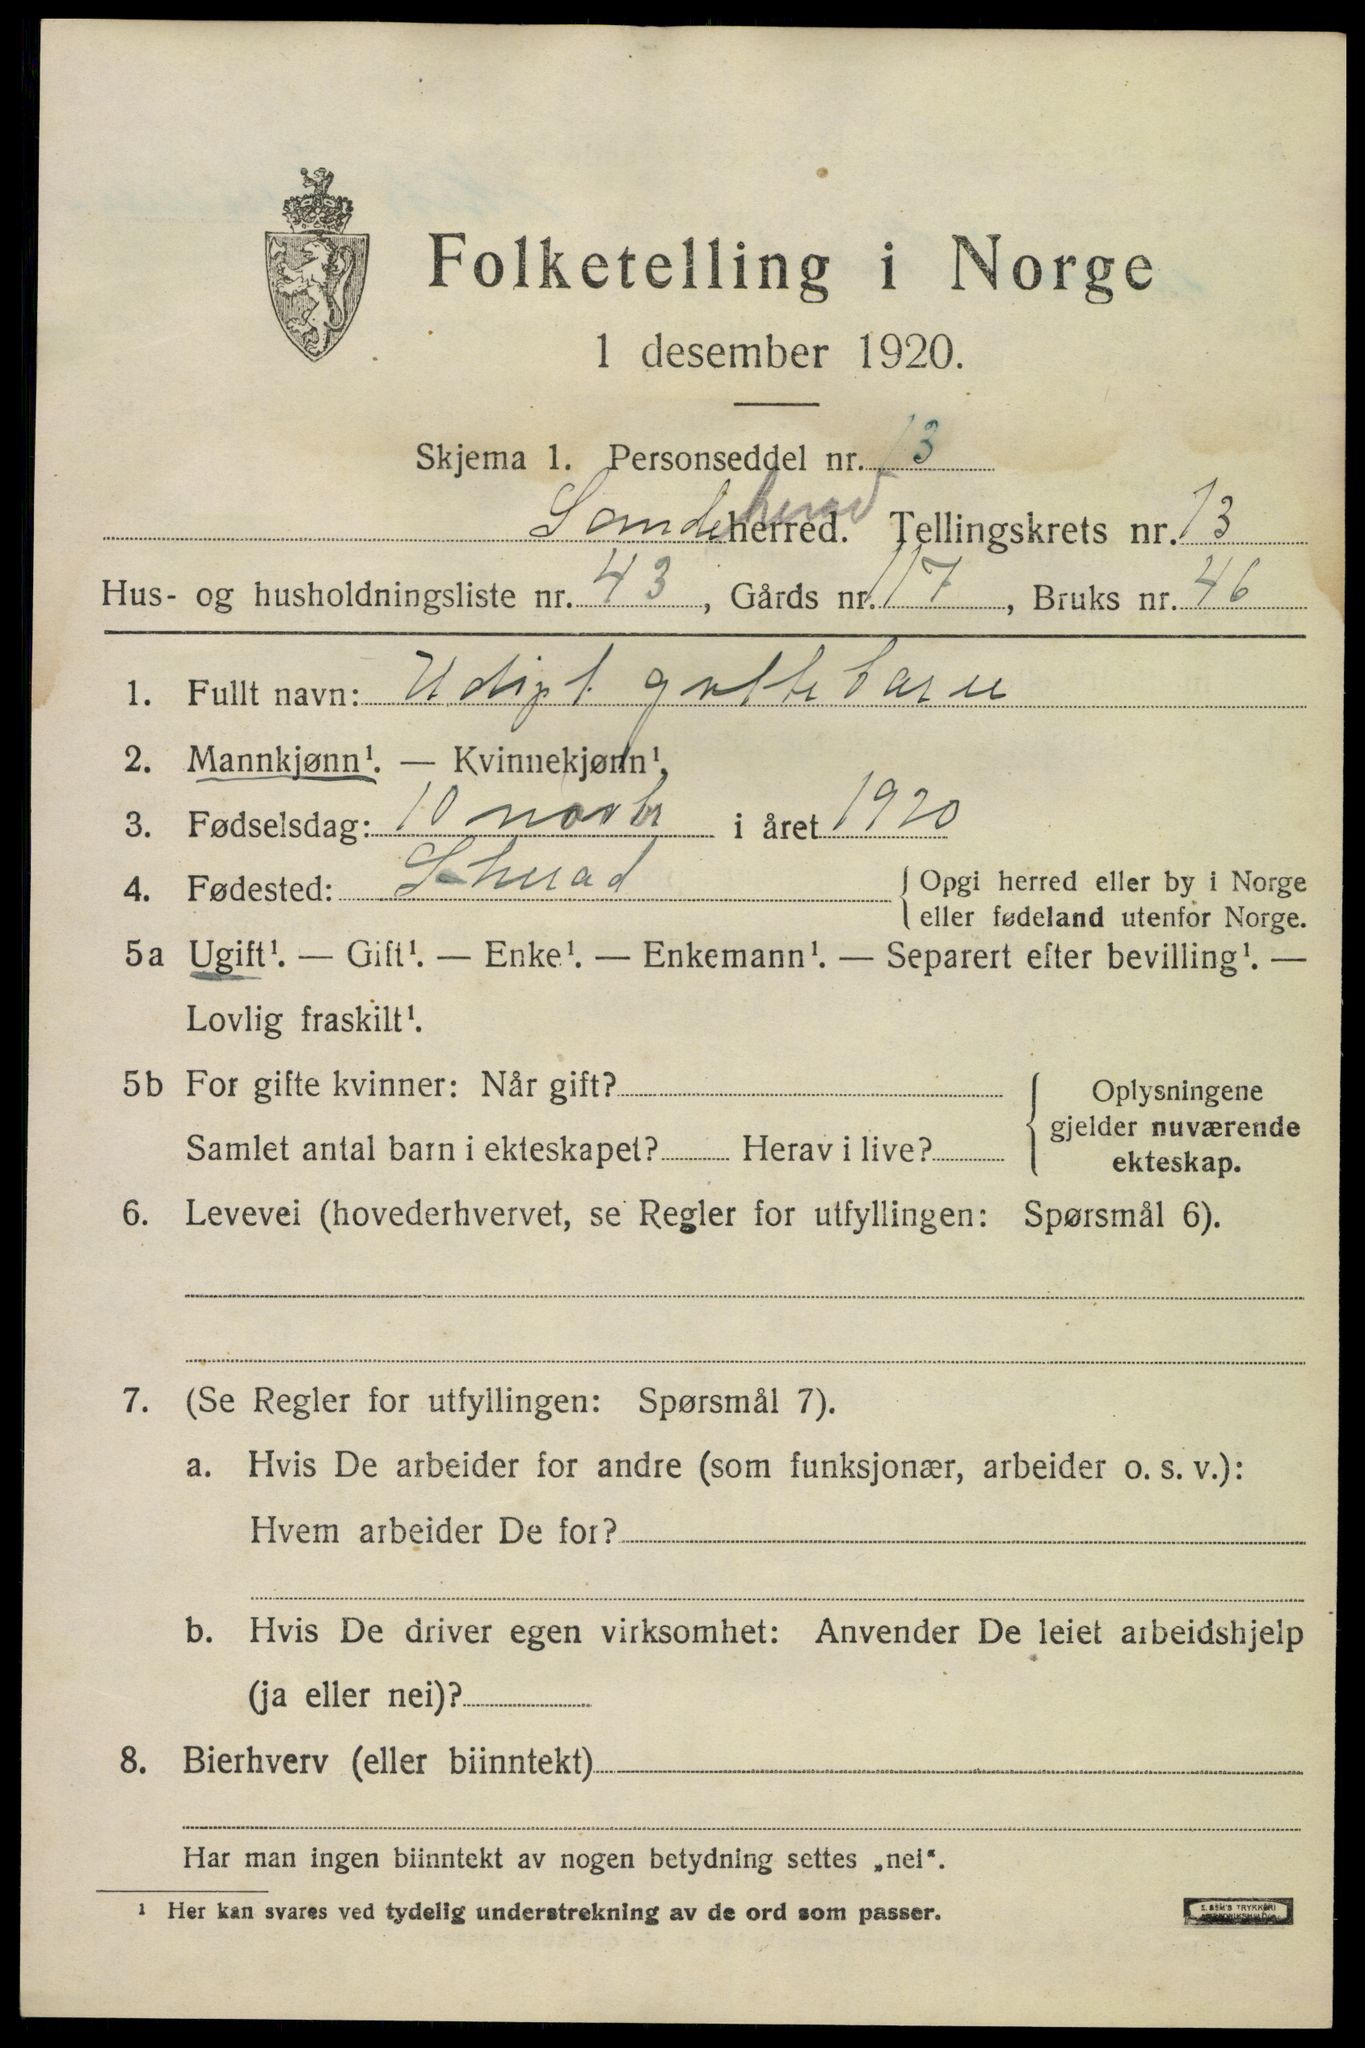 Folketelling i Norge
1 desember 1920.
Skjema 1. Personseddel nr. 13
Sandeherred herred. Tellingskrets nr. 13
Hus- og husholdningsliste nr. 43, Gårds nr. 117, Bruks nr. 46
1. Fullt navn: Udøpt guttebarn
2. Mannkjønn¹. — Kvinnekjønn¹.
3. Fødselsdag: 10 novbr i året 1920
4. Fødested: S-herad { Opgi herred eller by i Norge
eller fødeland utenfor Norge.
5a Ugift¹. — Gift¹. — Enke¹. — Enkemann¹. — Separert efter bevilling¹. —
Lovlig fraskilt¹.
5b For gifte kvinner: Når gift? { Oplysningene
gjelder nuværende
Samlet antal barn i ekteskapet? Herav i live?
ekteskap.
6. Levevei (hovederhvervet, se Regler for utfyllingen: Spørsmål 6).
7. (Se Regler for utfyllingen: Spørsmål 7).
a. Hvis De arbeider for andre (som funksjonær, arbeider o. s. v.):
Hvem arbeider De for?
b. Hvis De driver egen virksomhet: Anvender De leiet arbeidshjelp
(ja eller nei)?
8. Bierhverv (eller biinntekt)
Har man ingen biinntekt av nogen betydning settes „nei“.
¹ Her kan svares ved tydelig understrekning av de ord som passer.